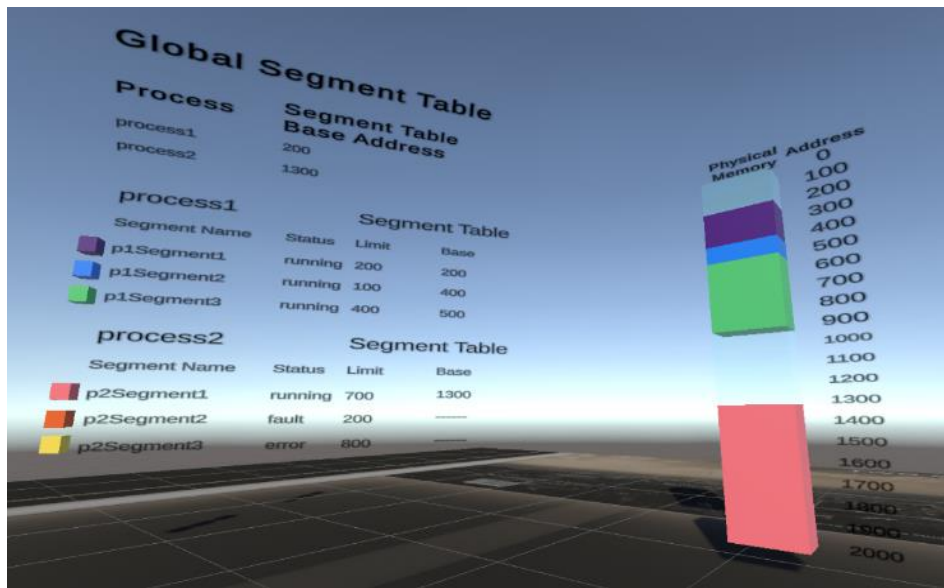 Global Segment Table
Process Segment Table Base Address
process1 200
process2 1300
process1 Segment Table
Segment Name Status Limit Base
p1Segment1 running 200 200
p1Segment2 running 100 400
p1Segment3 running 400 500
process2 Segment Table
Segment Name Status Limit Base
p2Segment1 running 700 1300
p2Segment2 fault 200 ------
p2Segment3 error 800 ------
Physical Memory Address
0
100
200
300
400
500
600
700
800
900
1000
1100
1200
1300
1400
1500
1600
1700
1800
1900
2000